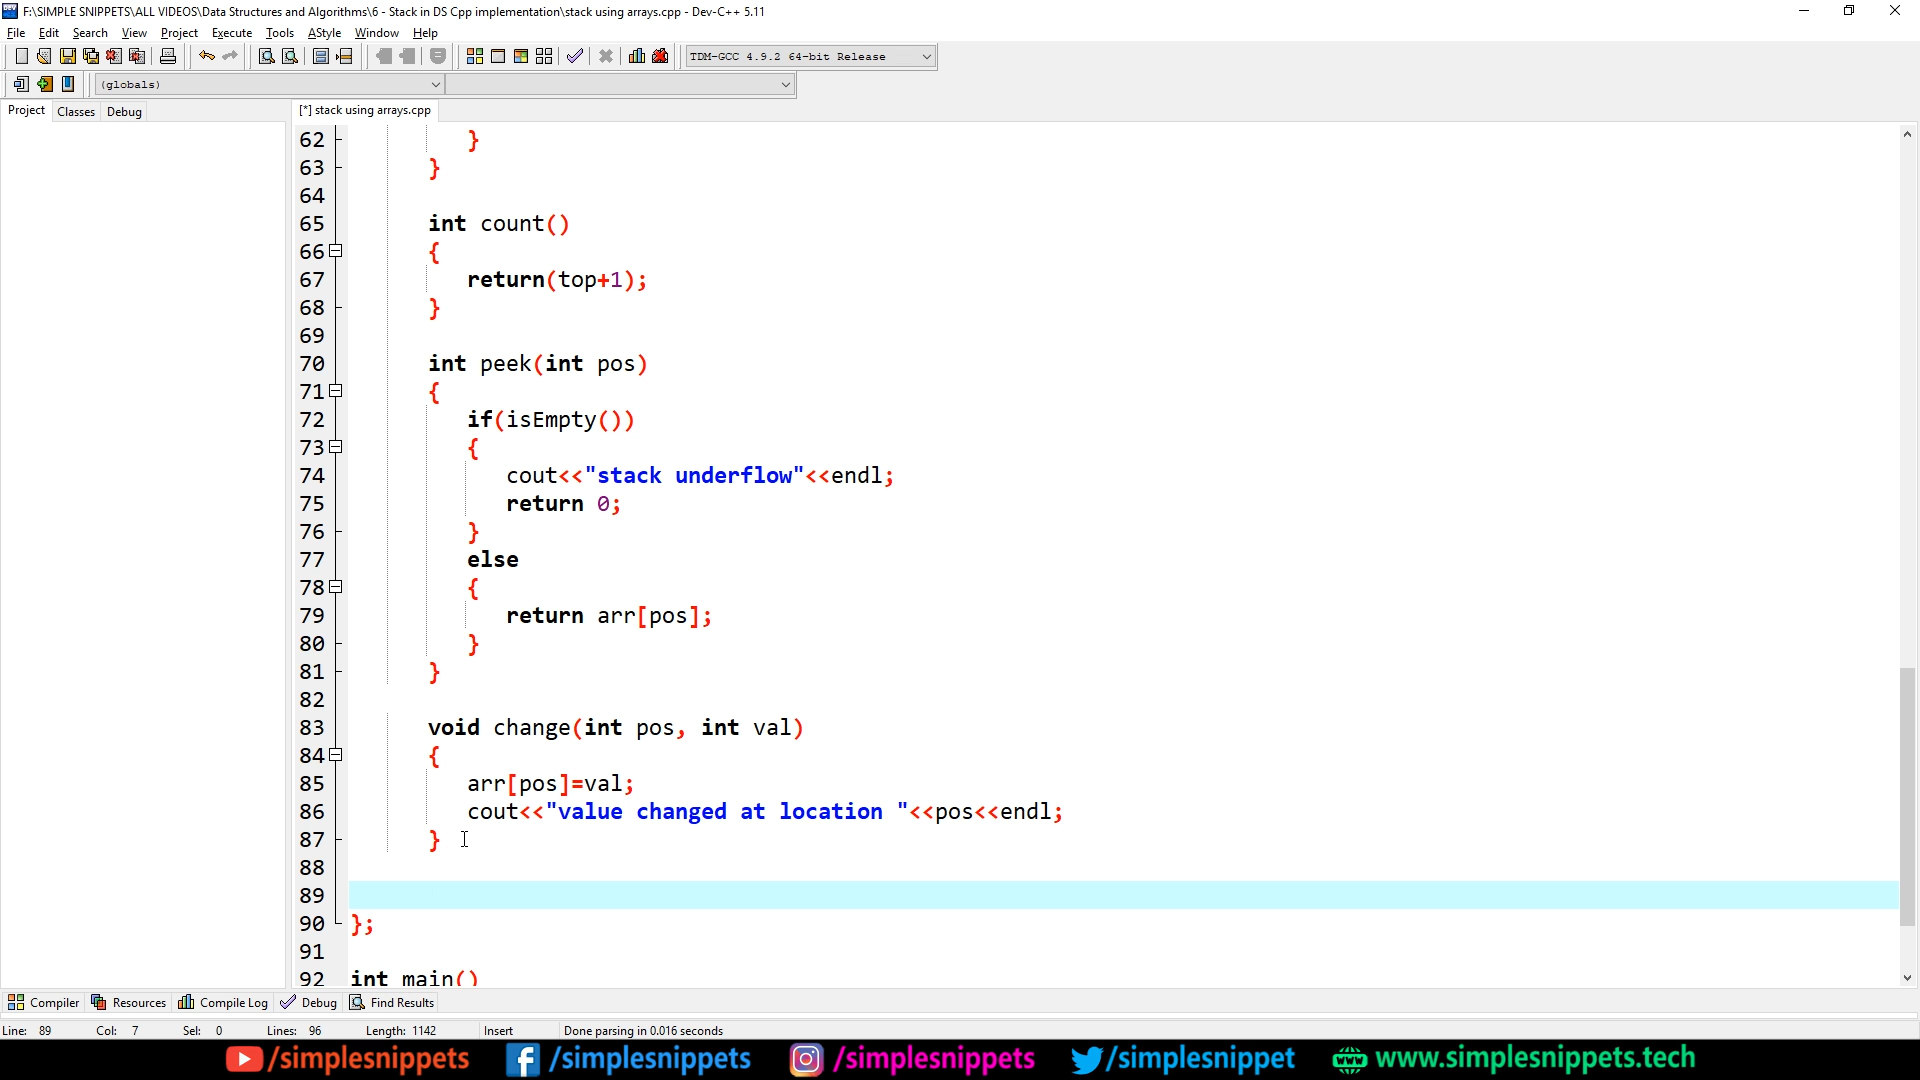 F:\SIMPLE SNIPPETS\ALL VIDEOS\Data Structures and Algorithms\6 - Stack in DS Cpp implementation\stack using arrays.cpp - Dev-C++ 5.11
File Edit Search View Project Execute Tools AStyle Window Help
TDM-GCC 4.9.2 64-bit Release
(globals)
Project Classes Debug
[*] stack using arrays.cpp
62 }
63 }
64
65 int count()
66 {
67 return(top+1);
68 }
69
70 int peek(int pos)
71 {
72 if(isEmpty())
73 {
74 cout<<"stack underflow"<<endl;
75 return 0;
76 }
77 else
78 {
79 return arr[pos];
80 }
81 }
82
83 void change(int pos, int val)
84 {
85 arr[pos]=val;
86 cout<<"value changed at location "<<pos<<endl;
87 }
88
89
90 };
91
92 int main()
Compiler Resources Compile Log Debug Find Results
Line: 89 Col: 7 Sel: 0 Lines: 96 Length: 1142 Insert Done parsing in 0.016 seconds
/simplesnippets /simplesnippets /simplesnippets /simplesnippet www.simplesnippets.tech